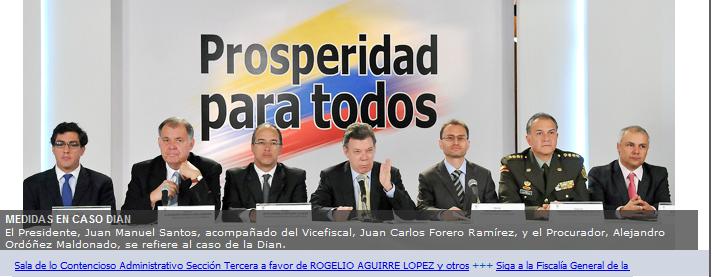 Prosperidad
para todos
MEDIDAS EN CASO DIAN
El Presidente, Juan Manuel Santos, acompañado del Vicefiscal, Juan Carlos Forero Ramírez, y el Procurador, Alejandro
Ordóñez Maldonado, se refiere al caso de la Dian.
Sala de lo Contencioso Administrativo Sección Tercera a favor de ROGELIO AGUIRRE LOPEZ y otros +++ Siga a la Fiscalía General de la